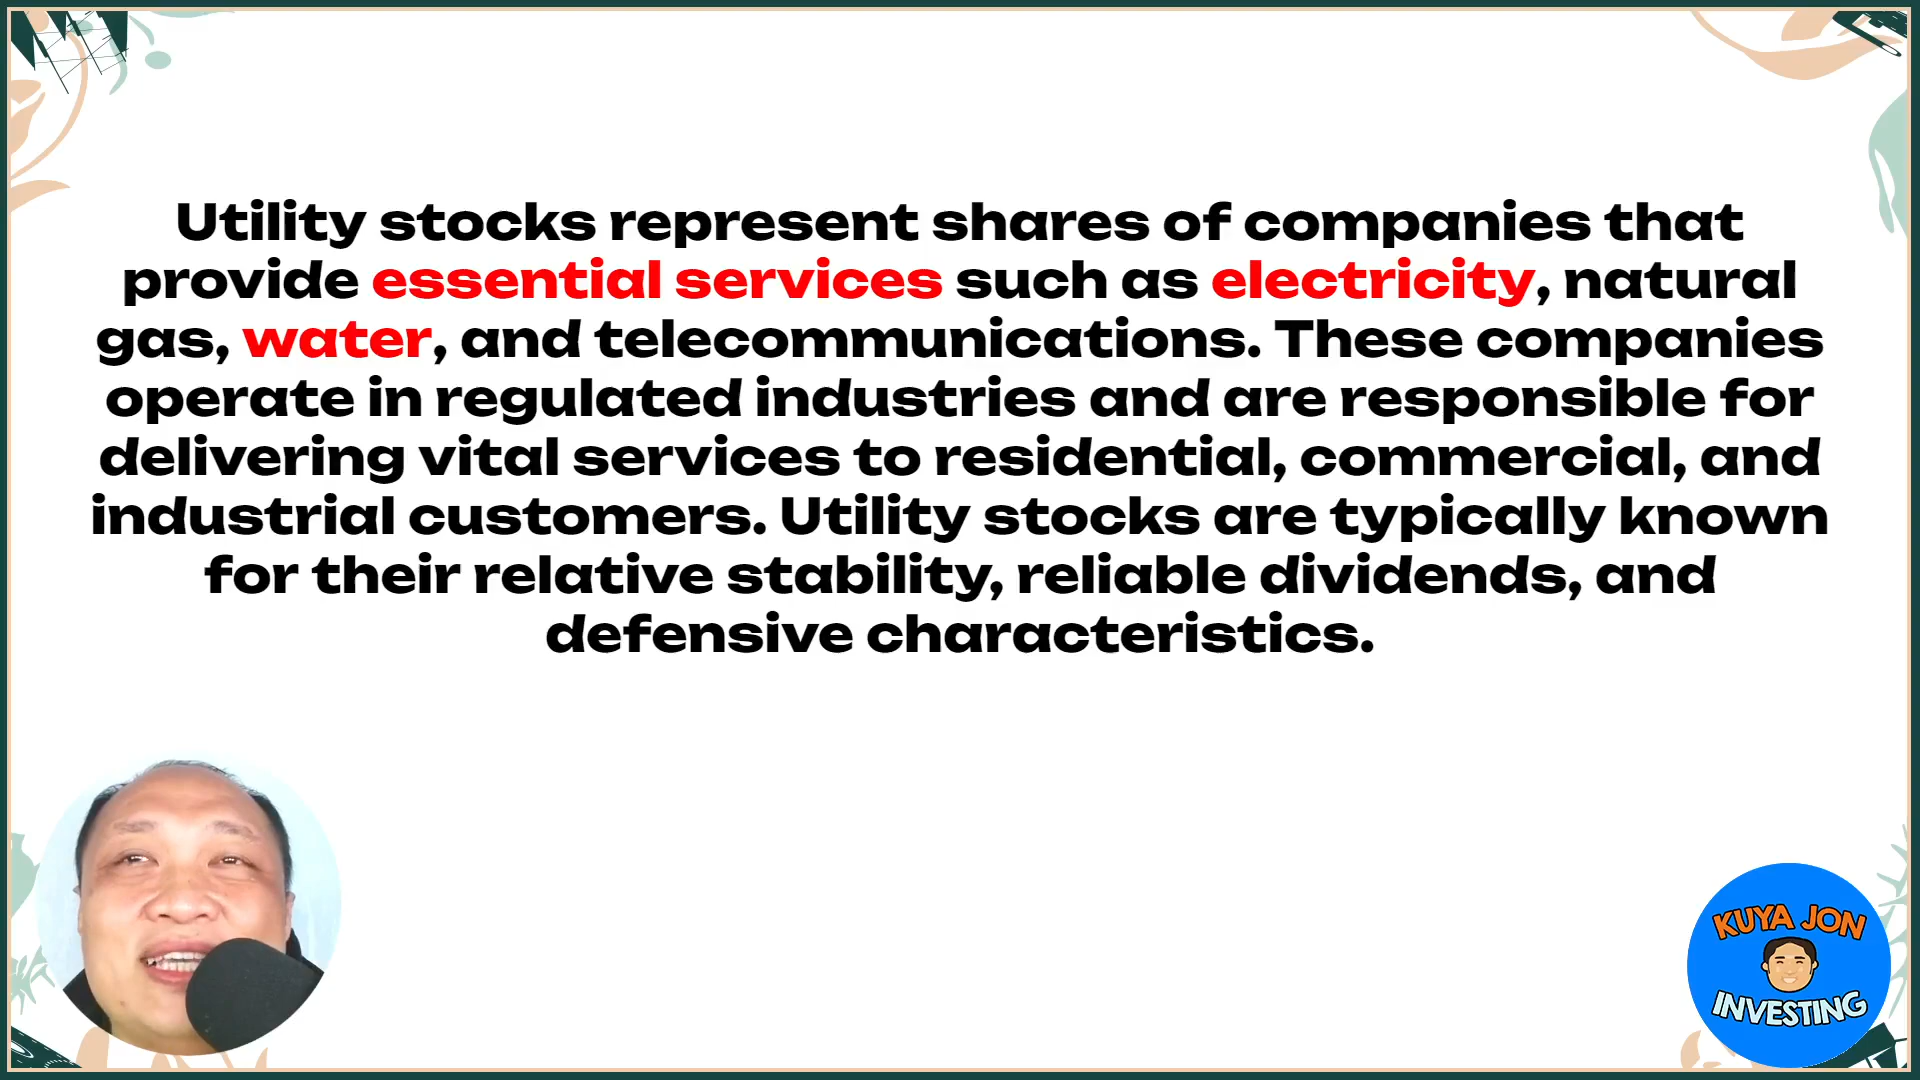 Utility stocks represent shares of companies that
provide essential services such as electricity, natural
gas, water, and telecommunications. These companies
operate in regulated industries and are responsible for
delivering vital services to residential, commercial, and
industrial customers. Utility stocks are typically known
for their relative stability, reliable dividends, and
defensive characteristics.
KUYA JON
INVESTING